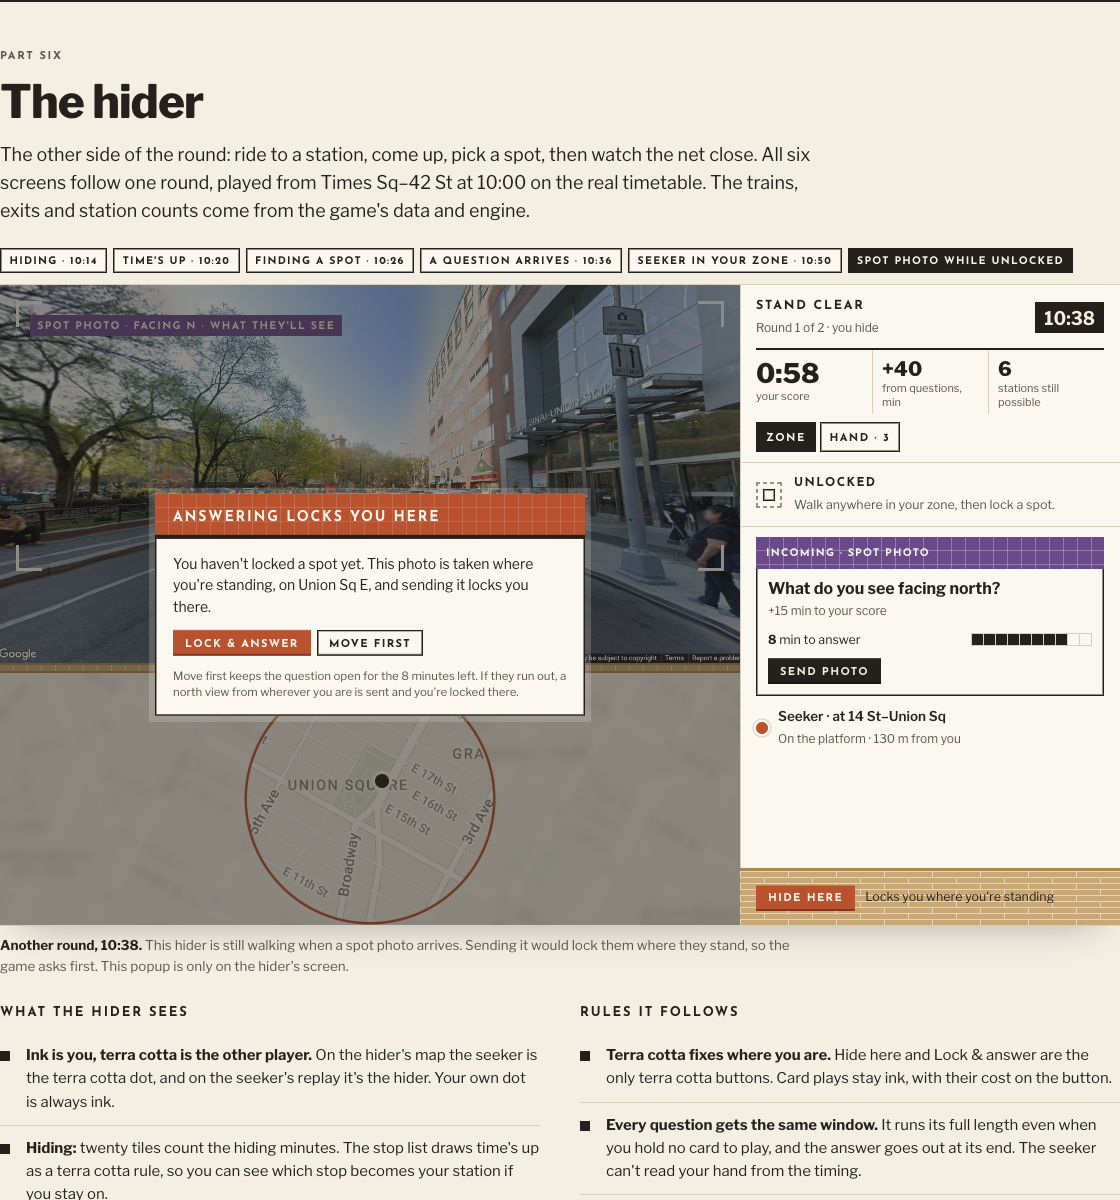 PART SIX
The hider
The other side of the round: ride to a station, come up, pick a spot, then watch the net close. All six
screens follow one round, played from Times Sq–42 St at 10:00 on the real timetable. The trains,
exits and station counts come from the game's data and engine.
HIDING · 10:14
TIME'S UP · 10:20
FINDING A SPOT · 10:26
A QUESTION ARRIVES · 10:36
SEEKER IN YOUR ZONE · 10:50
SPOT PHOTO WHILE UNLOCKED
SPOT PHOTO · FACING N · WHAT THEY'LL SEE
ANSWERING LOCKS YOU HERE
You haven't locked a spot yet. This photo is taken where
you're standing, on Union Sq E, and sending it locks you
there.
LOCK & ANSWER
MOVE FIRST
Move first keeps the question open for the 8 minutes left. If they run out, a
north view from wherever you are is sent and you're locked there.
Google
be subject to copyright
Terms
Report a problem
GRA
UNION SQUARE
E 17th St
E 16th St
E 15th St
5th Ave
3rd Ave
Broadway
E 11th St
STAND CLEAR
Round 1 of 2 · you hide
10:38
0:58
your score
+40
from questions,
min
6
stations still
possible
ZONE
HAND · 3
UNLOCKED
Walk anywhere in your zone, then lock a spot.
INCOMING · SPOT PHOTO
What do you see facing north?
+15 min to your score
8 min to answer
SEND PHOTO
Seeker · at 14 St–Union Sq
On the platform · 130 m from you
HIDE HERE
Locks you where you're standing
Another round, 10:38. This hider is still walking when a spot photo arrives. Sending it would lock them where they stand, so the
game asks first. This popup is only on the hider's screen.
WHAT THE HIDER SEES
Ink is you, terra cotta is the other player. On the hider's map the seeker is
the terra cotta dot, and on the seeker's replay it's the hider. Your own dot
is always ink.
Hiding: twenty tiles count the hiding minutes. The stop list draws time's up
as a terra cotta rule, so you can see which stop becomes your station if
you stay on.
RULES IT FOLLOWS
Terra cotta fixes where you are. Hide here and Lock & answer are the
only terra cotta buttons. Card plays stay ink, with their cost on the button.
Every question gets the same window. It runs its full length even when
you hold no card to play, and the answer goes out at its end. The seeker
can't read your hand from the timing.